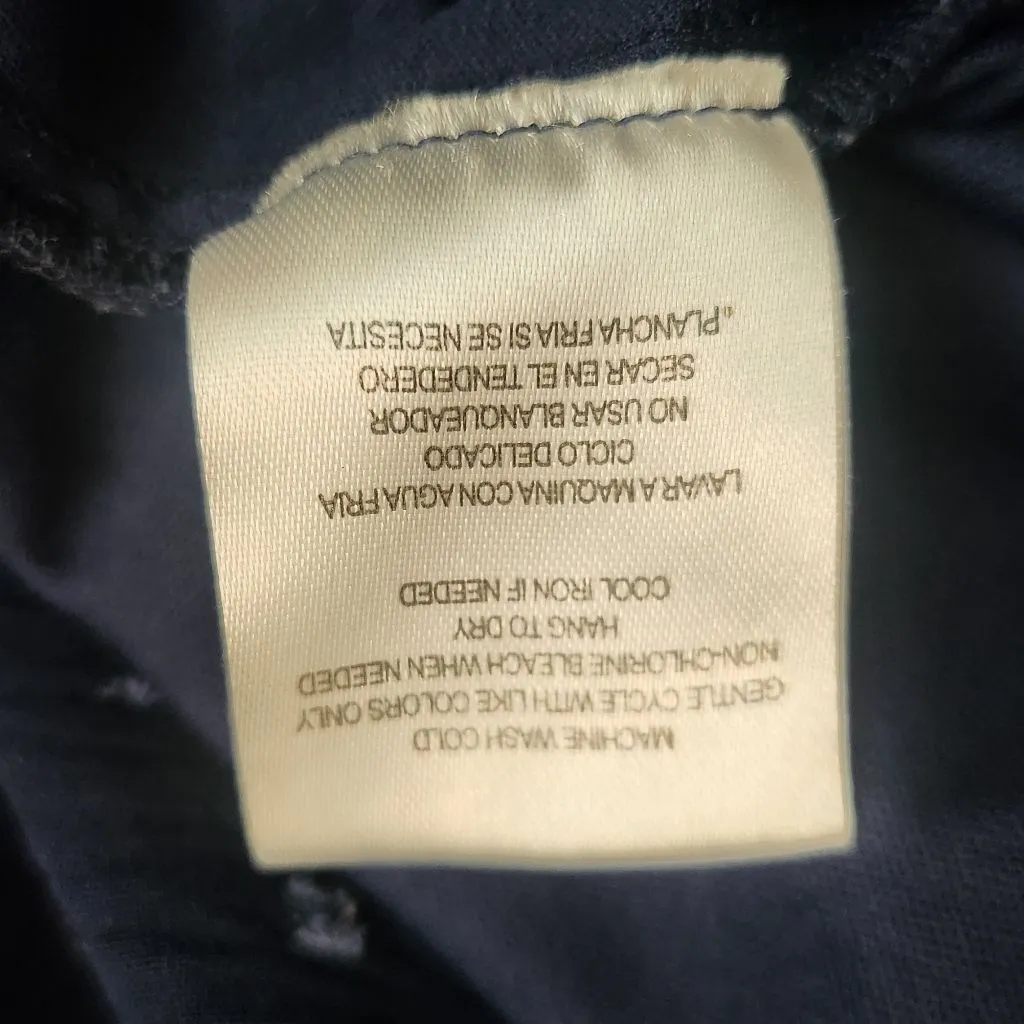 MACHINE WASH COLD
GENTLE CYCLE WITH LIKE COLORS ONLY
NON-CHLORINE BLEACH WHEN NEEDED
HANG TO DRY
COOL IRON IF NEEDED
LAVAR A MAQUINA CON AGUA FRIA
CICLO DELICADO
NO USAR BLANQUEADOR
SECAR EN EL TENDEDERO
PLANCHA FRIA SI SE NECESITA